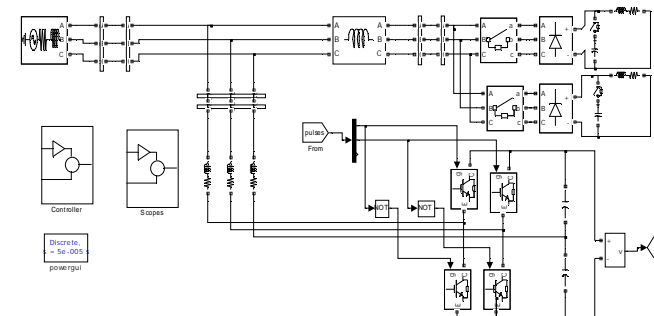 A
B
C
A
B
C
A
B
C
a
b
c
+
-
A
B
C
a
b
c
A
B
C
+
-
pulses
From
g
C
E
g
C
E
NOT
NOT
Controller
Scopes
Discrete,
s = 5e-005 s
powergui
+
-
v
g
C
E
g
C
E